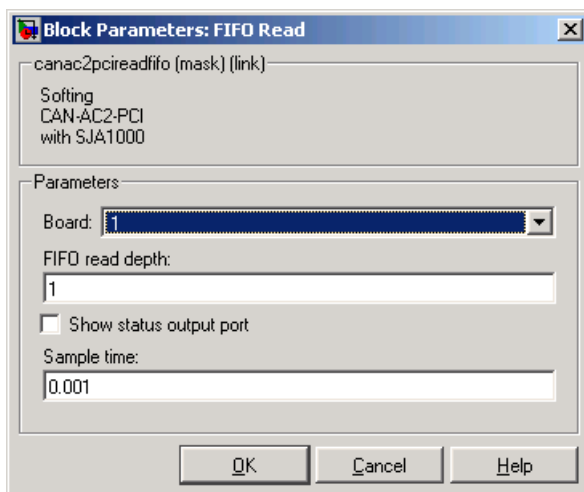 Block Parameters: FIFO Read
canac2pcireadfifo (mask) (link)
Softing
CAN-AC2-PCI
with SJA1000
Parameters
Board: 1
FIFO read depth:
1
Show status output port
Sample time:
0.001
OK Cancel Help